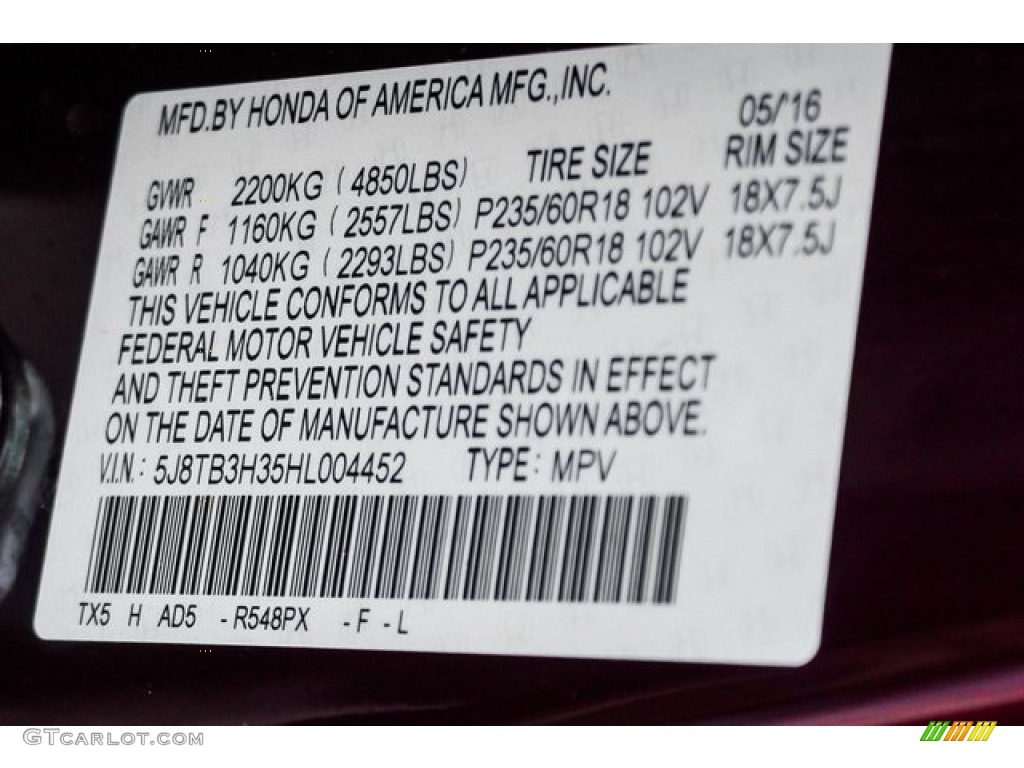 MFD.BY HONDA OF AMERICA MFG.,INC.
05/'16
TIRE SIZE RIM SIZE
GVWR 2200KG (4850LBS)
GAWR F 1160KG (2557LBS) P235/60R18 102V 18X7.5J
GAWR R 1040KG (2293LBS) P235/60R18 102V 18X7.5J
THIS VEHICLE CONFORMS TO ALL APPLICABLE
FEDERAL MOTOR VEHICLE SAFETY
AND THEFT PREVENTION STANDARDS IN EFFECT
ON THE DATE OF MANUFACTURE SHOWN ABOVE.
V.I.N.: 5J8TB3H35HL004452 TYPE: MPV
TX5 H AD5 -R548PX -F -L
GTCARLOT.COM